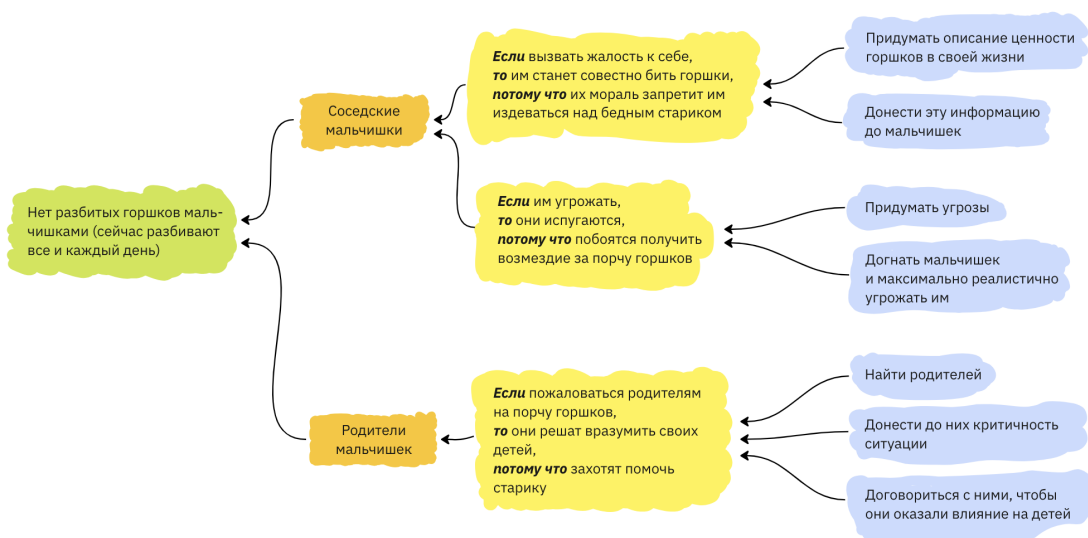 Нет разбитых горшков маль-
чишками (сейчас разбивают
все и каждый день)
Соседские
мальчишки
Если вызвать жалость к себе,
то им станет совестно бить горшки,
потому что их мораль запретит им
издеваться над бедным стариком
Придумать описание ценности
горшков в своей жизни
Донести эту информацию
до мальчишек
Если им угрожать,
то они испугаются,
потому что побоятся получить
возмездие за порчу горшков
Придумать угрозы
Догнать мальчишек
и максимально реалистично
угрожать им
Родители
мальчишек
Если пожаловаться родителям
на порчу горшков,
то они решат вразумить своих
детей,
потому что захотят помочь
старику
Найти родителей
Донести до них критичность
ситуации
Договориться с ними, чтобы
они оказали влияние на детей